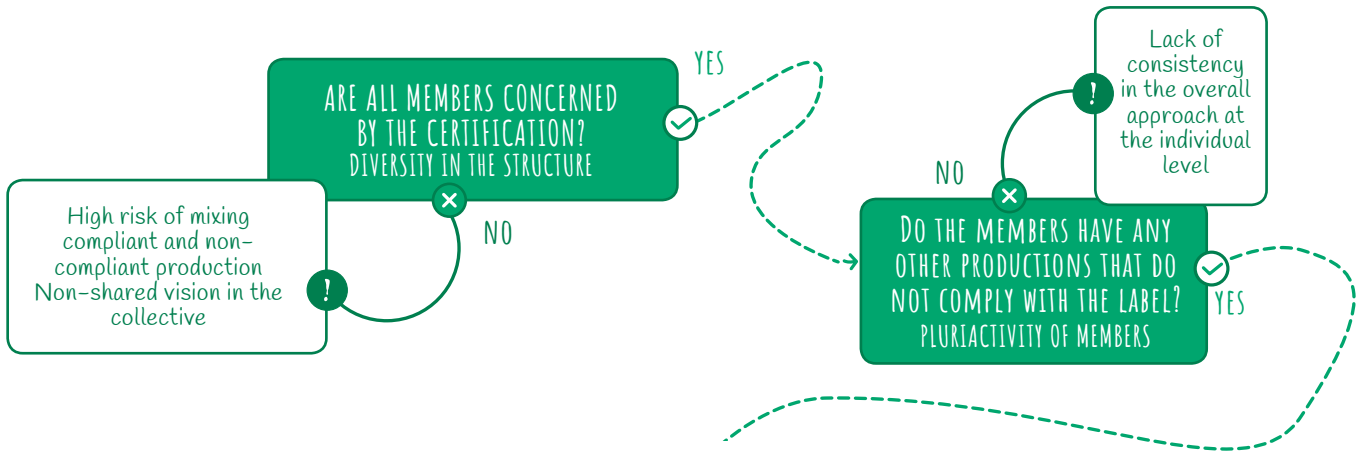 ARE ALL MEMBERS CONCERNED
BY THE CERTIFICATION?
DIVERSITY IN THE STRUCTURE
YES
NO
High risk of mixing
compliant and non-
compliant production
Non-shared vision in the
collective
!
Lack of
consistency
in the overall
approach at
the individual
level
!
NO
DO THE MEMBERS HAVE ANY
OTHER PRODUCTIONS THAT DO
NOT COMPLY WITH THE LABEL?
PLURIACTIVITY OF MEMBERS
YES